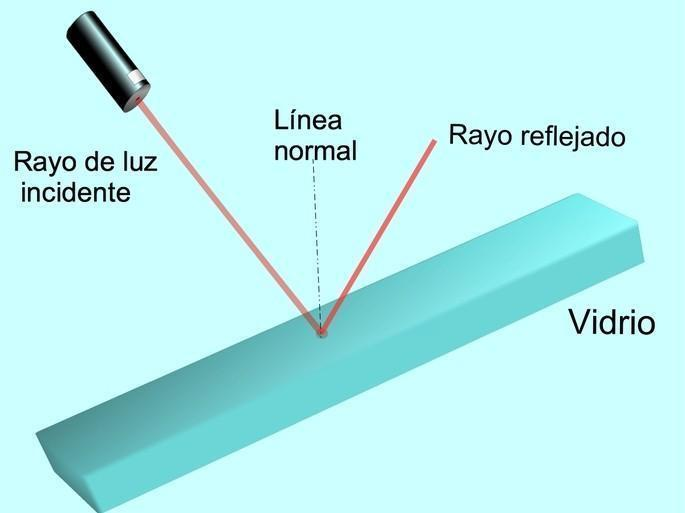 Línea
normal
Rayo reflejado
Rayo de luz
incidente
Vidrio